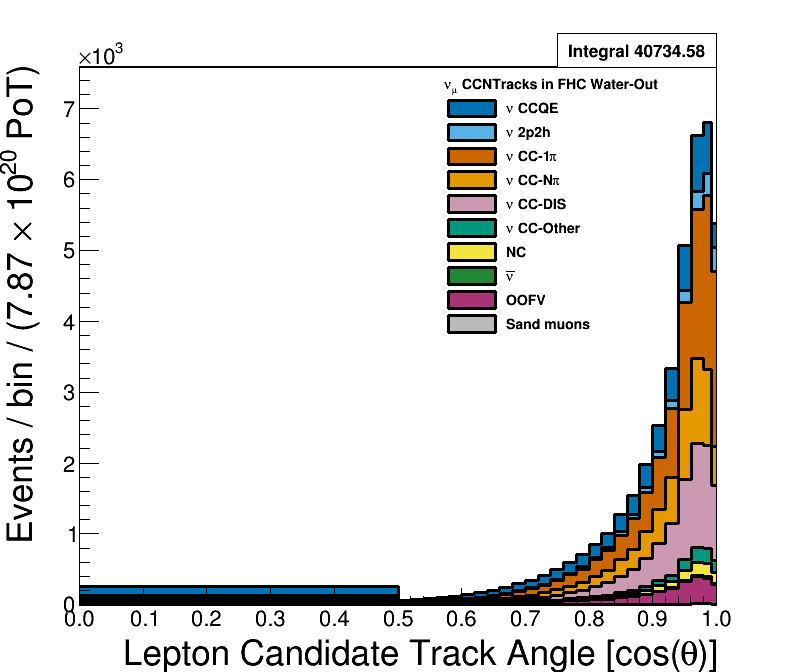 Integral 40734.58
×10³
ν_μ CCNTracks in FHC Water-Out
ν CCQE
ν 2p2h
ν CC-1π
ν CC-Nπ
ν CC-DIS
ν CC-Other
NC
ν̅
OOFV
Sand muons
7
6
5
4
3
2
1
0
Events / bin / (7.87 × 10²⁰ PoT)
0.0 0.1 0.2 0.3 0.4 0.5 0.6 0.7 0.8 0.9 1.0
Lepton Candidate Track Angle [cos(θ)]